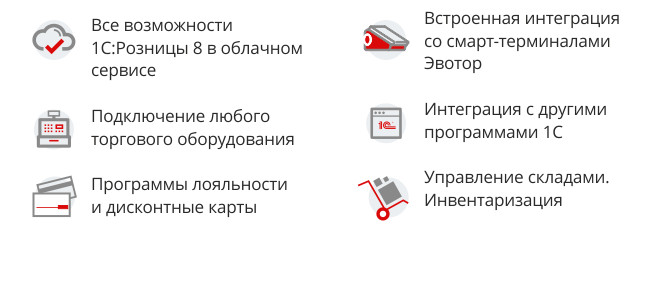 Все возможности
1С:Розницы 8 в облачном
сервисе
Подключение любого
торгового оборудования
Программы лояльности
и дисконтные карты
Встроенная интеграция
со смарт-терминалами
Эвотор
1С
Интеграция с другими
программами 1С
Управление складами.
Инвентаризация